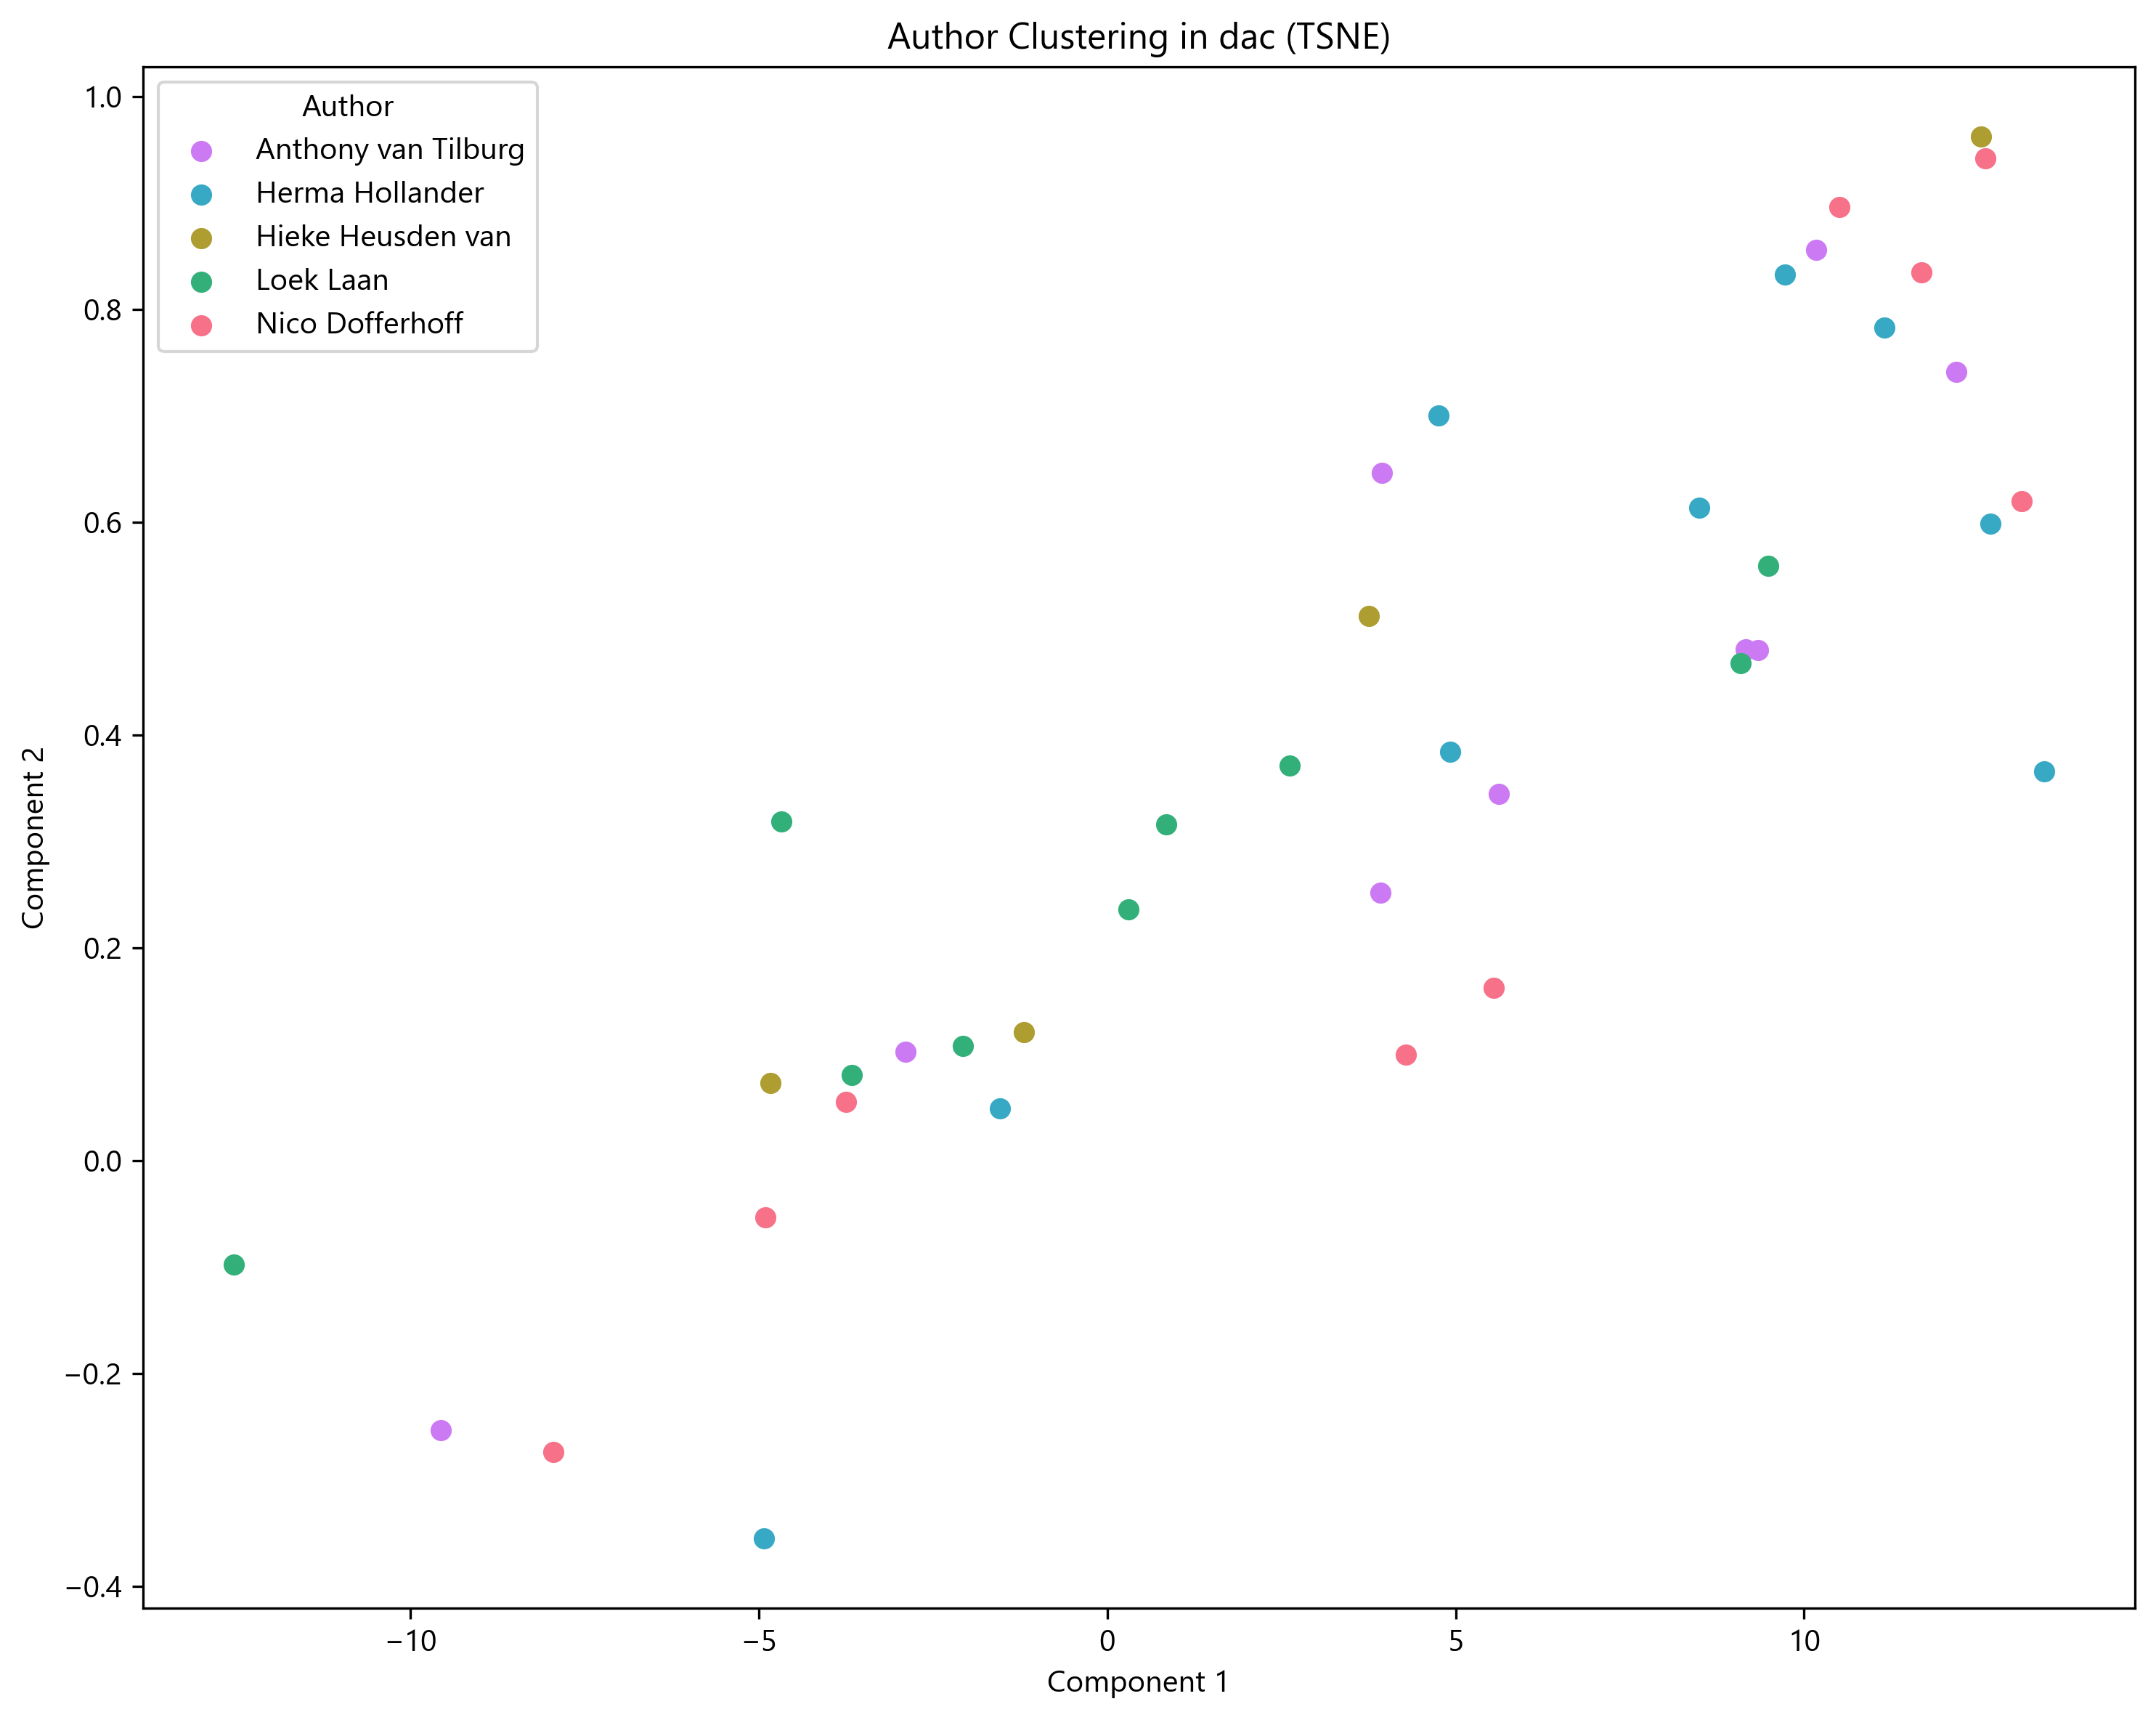 Author Clustering in dac (TSNE)
Author
Anthony van Tilburg
Herma Hollander
Hieke Heusden van
Loek Laan
Nico Dofferhoff
1.0
0.8
0.6
0.4
0.2
0.0
−0.2
−0.4
Component 2
−10
−5
0
5
10
Component 1